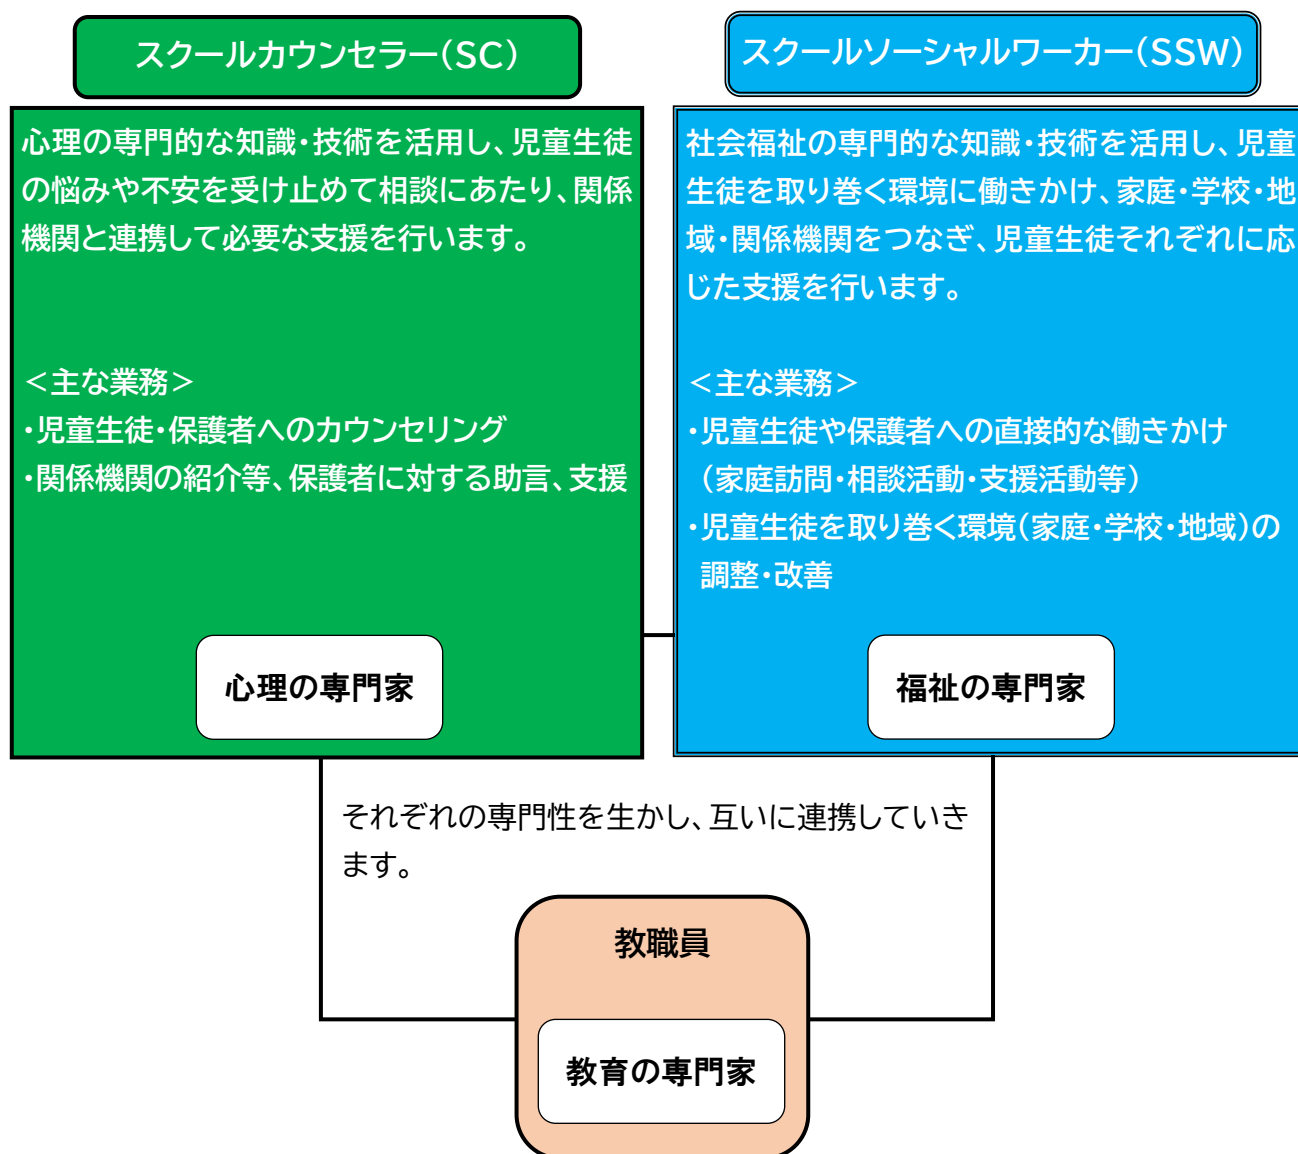 スクールカウンセラー(SC)
心理の専門的な知識・技術を活用し、児童生徒
の悩みや不安を受け止めて相談にあたり、関係
機関と連携して必要な支援を行います。
＜主な業務＞
・児童生徒・保護者へのカウンセリング
・関係機関の紹介等、保護者に対する助言、支援
心理の専門家
スクールソーシャルワーカー(SSW)
社会福祉の専門的な知識・技術を活用し、児童
生徒を取り巻く環境に働きかけ、家庭・学校・地
域・関係機関をつなぎ、児童生徒それぞれに応
じた支援を行います。
＜主な業務＞
・児童生徒や保護者への直接的な働きかけ
（家庭訪問・相談活動・支援活動等）
・児童生徒を取り巻く環境(家庭・学校・地域)の
調整・改善
福祉の専門家
それぞれの専門性を生かし、互いに連携していき
ます。
教職員
教育の専門家